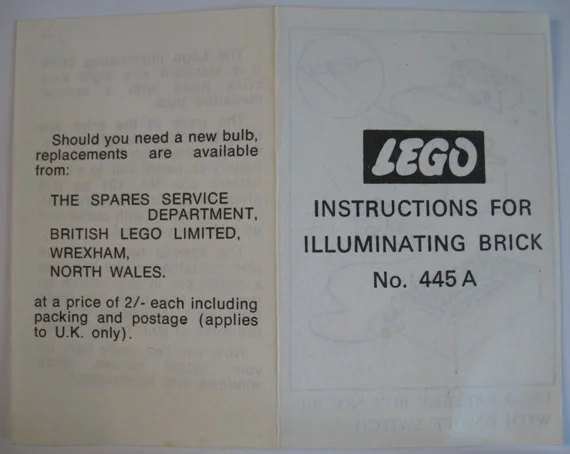 Should you need a new bulb,
replacements are available
from:
THE SPARES SERVICE
DEPARTMENT,
BRITISH LEGO LIMITED,
WREXHAM,
NORTH WALES.
at a price of 2/- each including
packing and postage (applies
to U.K. only).
LEGO
INSTRUCTIONS FOR
ILLUMINATING BRICK
No. 445 A